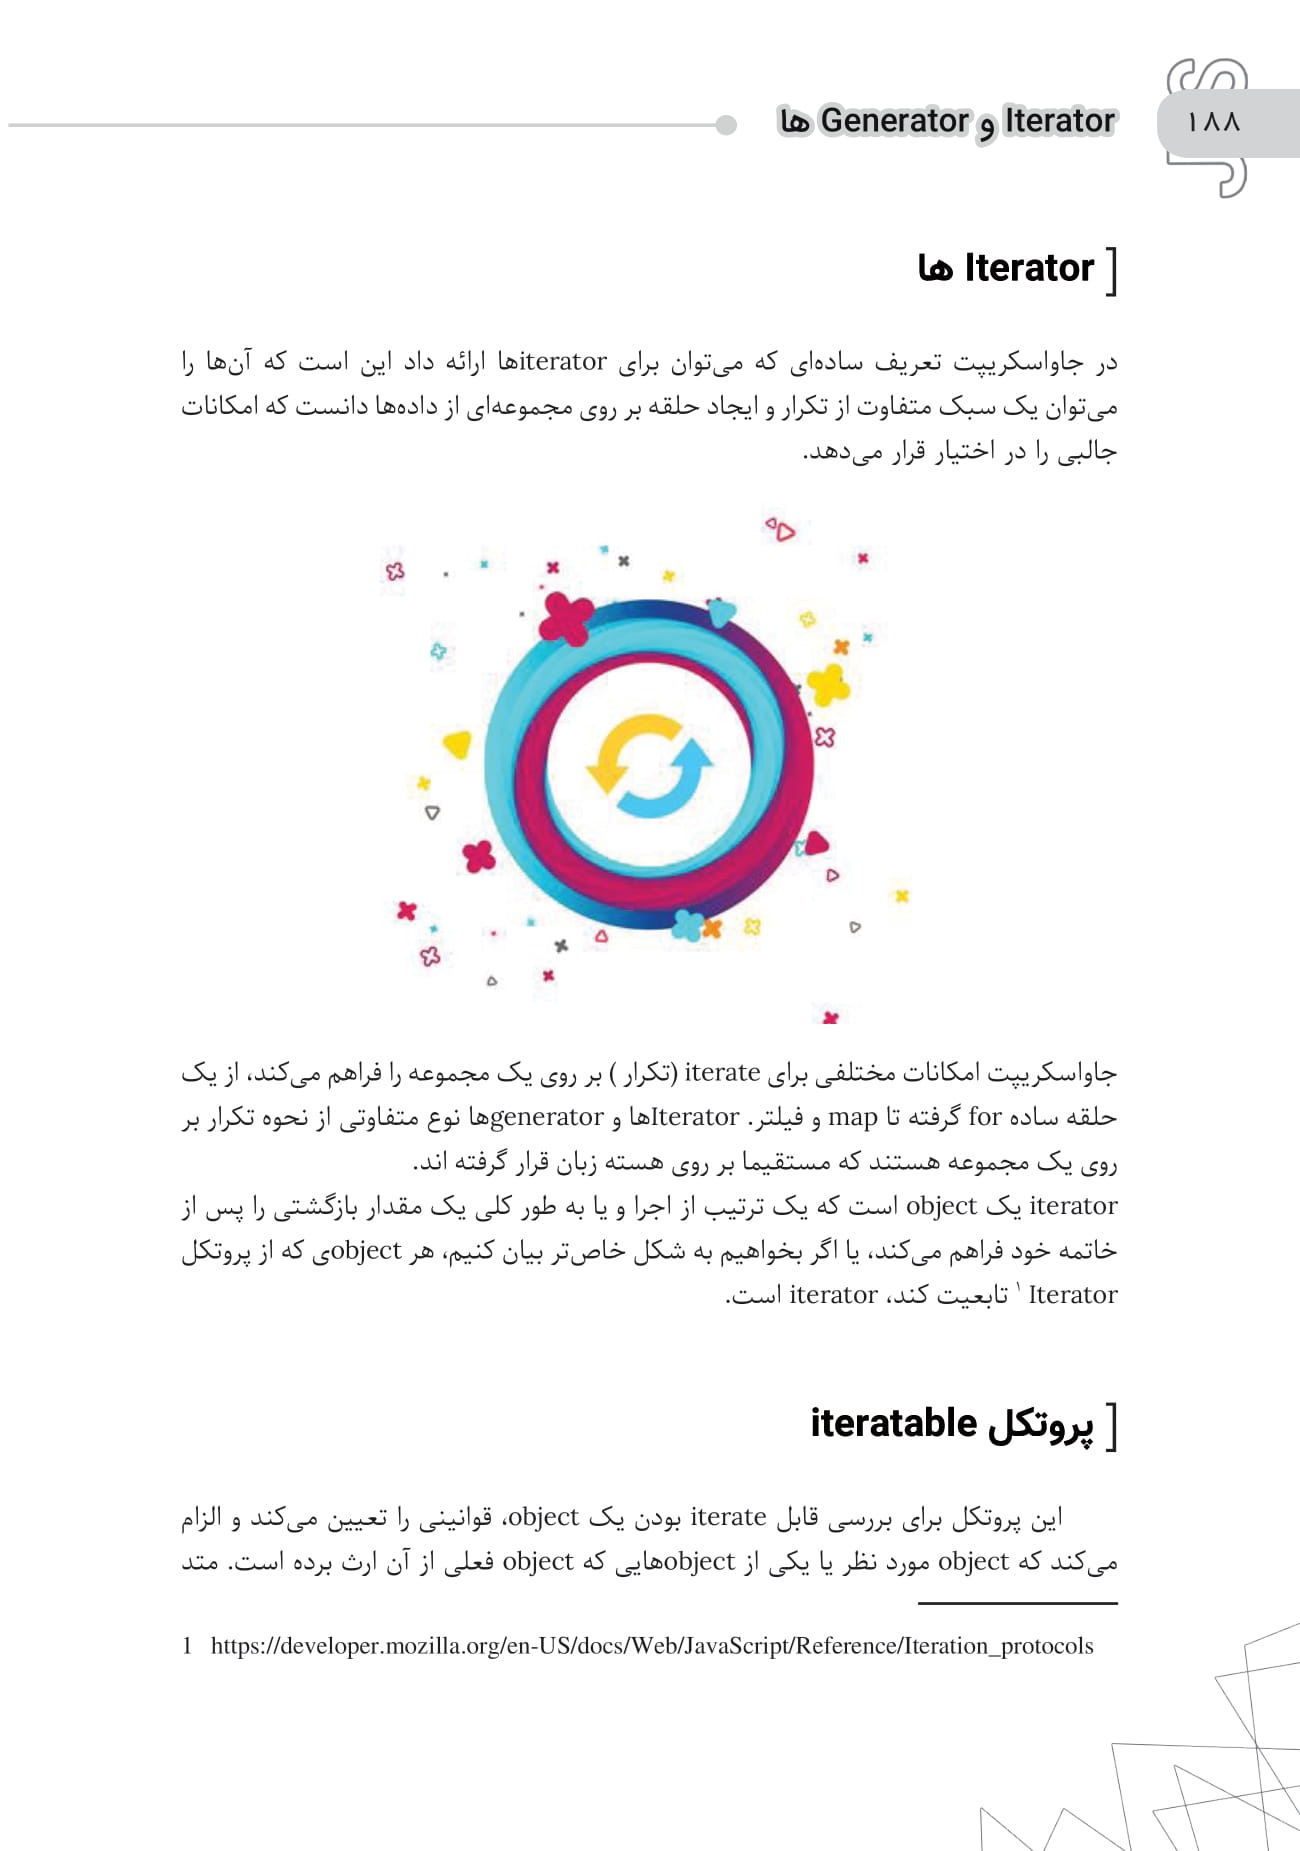 ۱۸۸
Iterator و Generator ها
JS
Iterator ها
در جاواسکریپت تعریف ساده‌ای که می‌توان برای iteratorها ارائه داد این است که آن‌ها را
می‌توان یک سبک متفاوت از تکرار و ایجاد حلقه بر روی مجموعه‌ای از داده‌ها دانست که امکانات
جالبی را در اختیار قرار می‌دهد.
جاواسکریپت امکانات مختلفی برای iterate (تکرار ) بر روی یک مجموعه را فراهم می‌کند، از یک
حلقه ساده for گرفته تا map و فیلتر. Iteratorها و generatorها نوع متفاوتی از نحوه تکرار بر
روی یک مجموعه هستند که مستقیما بر روی هسته زبان قرار گرفته اند.
iterator یک object است که یک ترتیب از اجرا و یا به طور کلی یک مقدار بازگشتی را پس از
خاتمه خود فراهم می‌کند، یا اگر بخواهیم به شکل خاص‌تر بیان کنیم، هر objectی که از پروتکل
Iterator ۱ تابعیت کند، iterator است.
پروتکل iteratable
این پروتکل برای بررسی قابل iterate بودن یک object، قوانینی را تعیین می‌کند و الزام
می‌کند که object مورد نظر یا یکی از objectهایی که object فعلی از آن ارث برده است. متد
1 https://developer.mozilla.org/en-US/docs/Web/JavaScript/Reference/Iteration_protocols